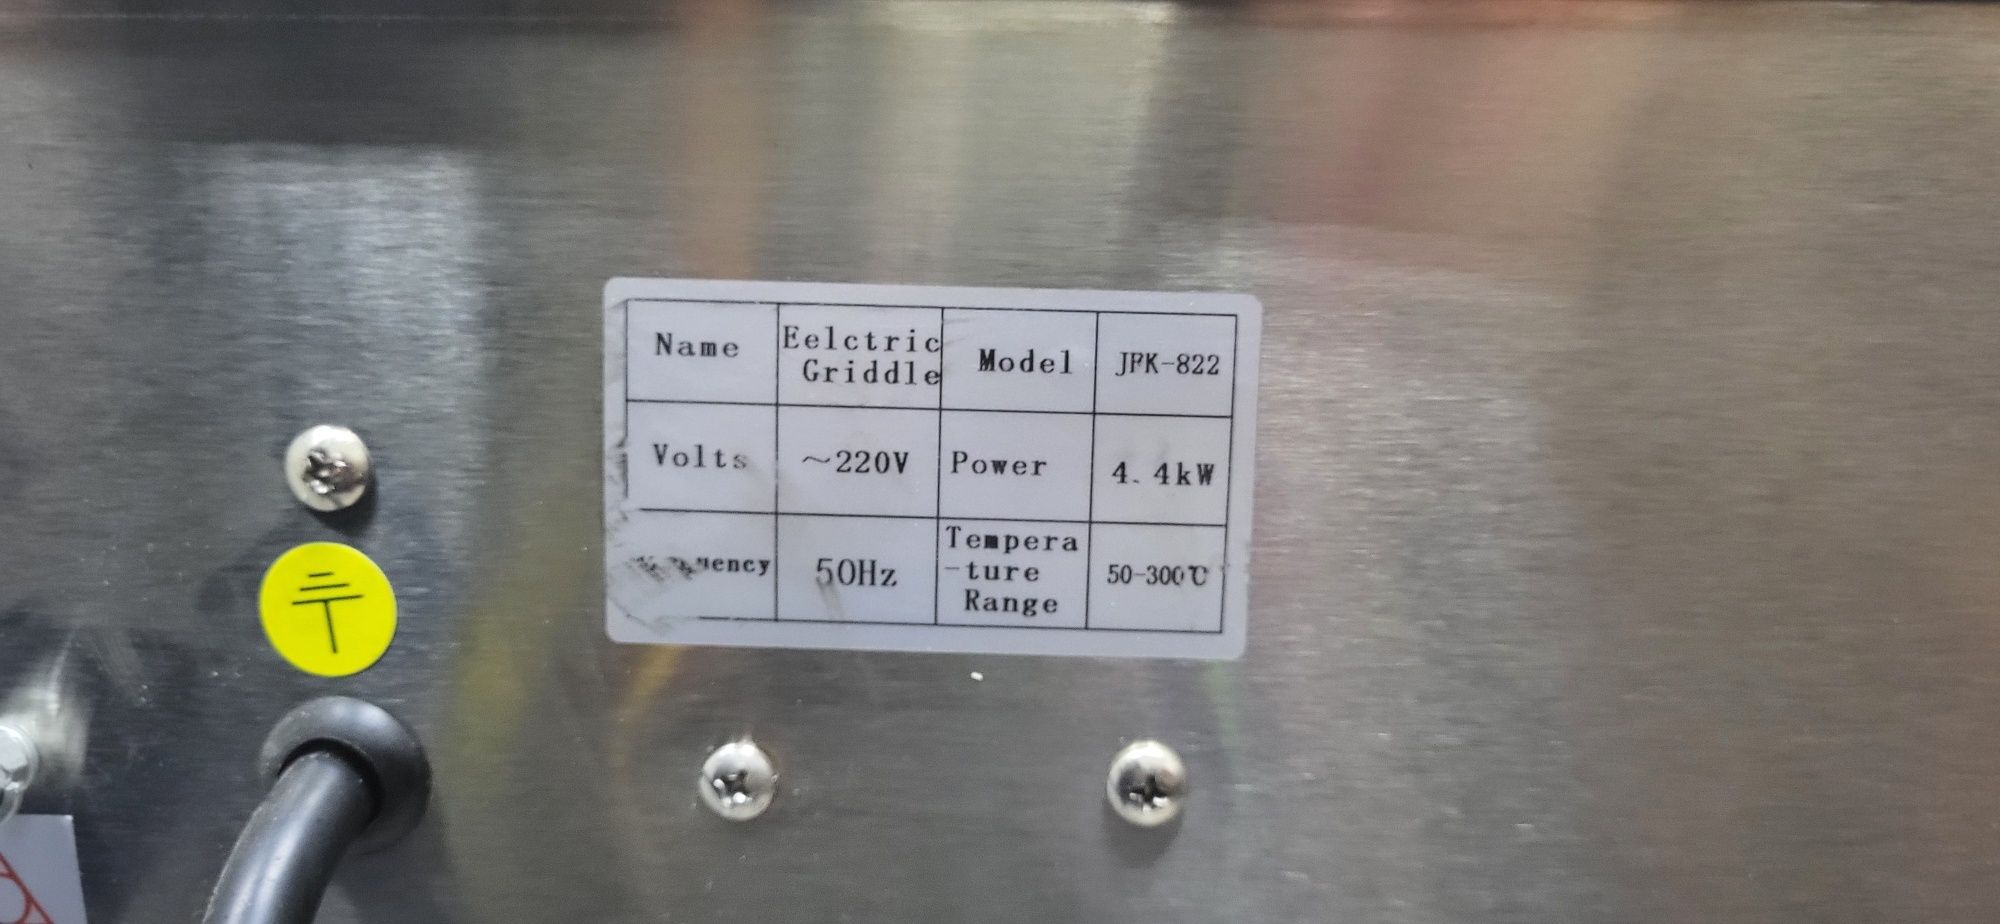 Name
Eelctric
Griddle
Model
JPK-822
Volts
~220V
Power
4.4kW
50Hz
Tempera
-ture
Range
50-300℃